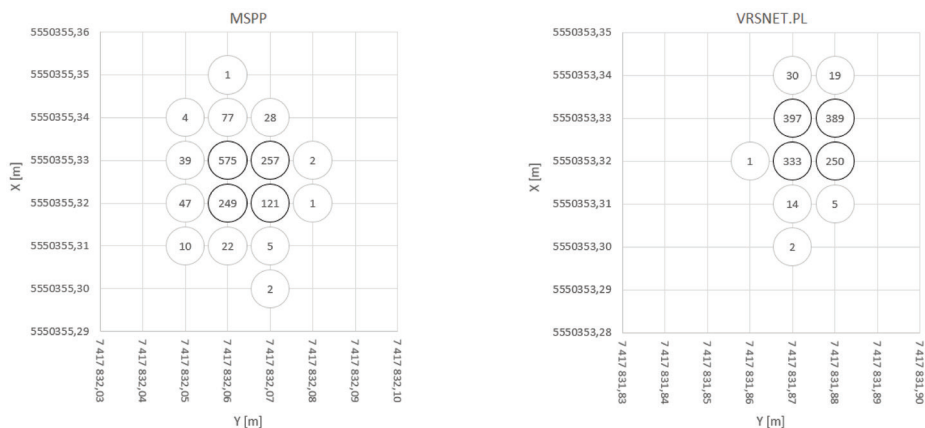 MSPP
X [m]
5550355,36
5550355,35
5550355,34
5550355,33
5550355,32
5550355,31
5550355,30
5550355,29
1
4 77 28
39 575 257 2
47 249 121 1
10 22 5
2
7 417 832,03
7 417 832,04
7 417 832,05
7 417 832,06
7 417 832,07
7 417 832,08
7 417 832,09
7 417 832,10
Y [m]
VRSNET.PL
X [m]
5550353,35
5550353,34
5550353,33
5550353,32
5550353,31
5550353,30
5550353,29
5550353,28
30 19
397 389
1 333 250
14 5
2
7 417 831,83
7 417 831,84
7 417 831,85
7 417 831,86
7 417 831,87
7 417 831,88
7 417 831,89
7 417 831,90
Y [m]